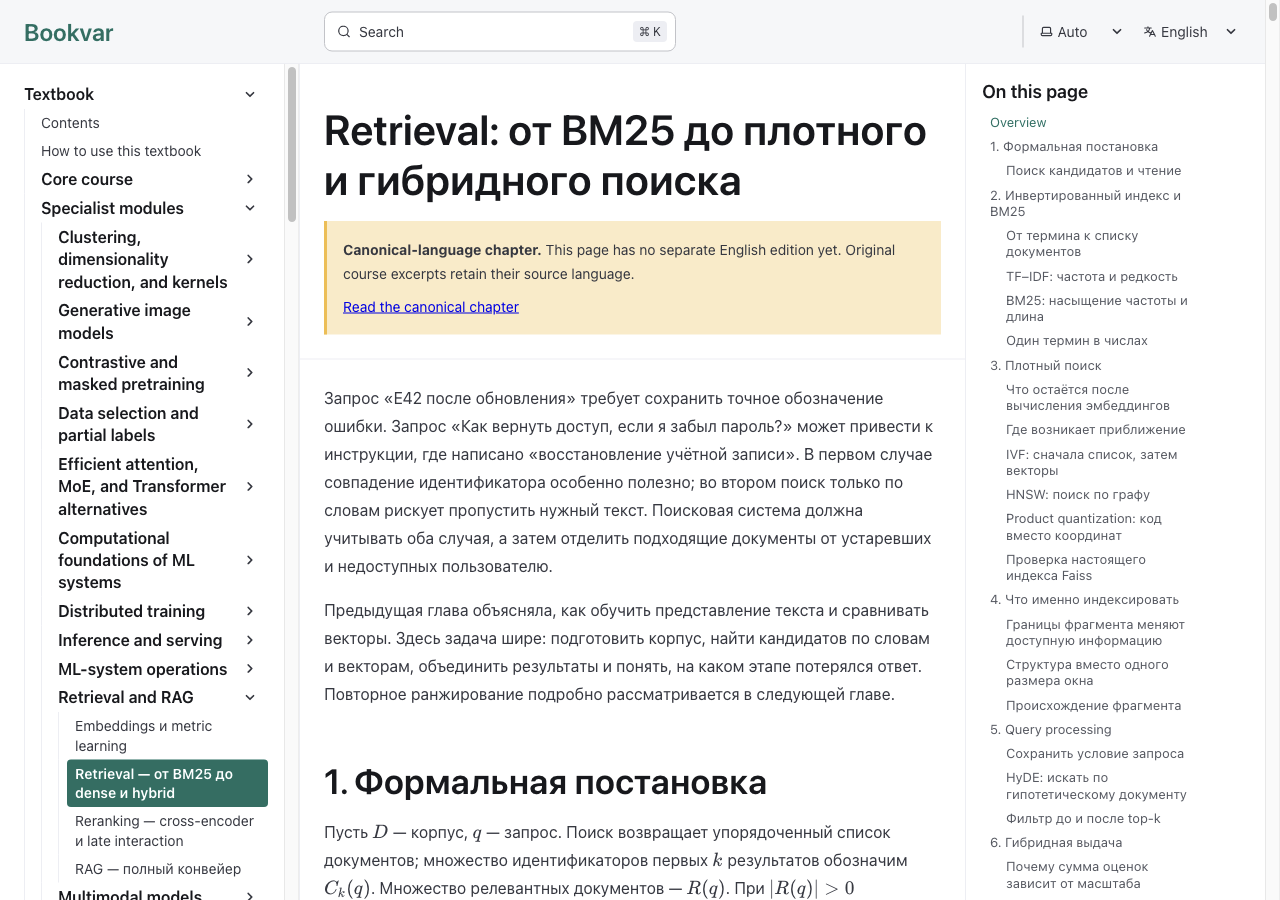 Bookvar
Search
⌘ K
Auto
English
Textbook
Contents
How to use this textbook
Core course
Specialist modules
Clustering,
dimensionality
reduction, and kernels
Generative image
models
Contrastive and
masked pretraining
Data selection and
partial labels
Efficient attention,
MoE, and Transformer
alternatives
Computational
foundations of ML
systems
Distributed training
Inference and serving
ML-system operations
Retrieval and RAG
Embeddings и metric
learning
Retrieval — от BM25 до
dense и hybrid
Reranking — cross-encoder
и late interaction
RAG — полный конвейер
Multimodal models
Retrieval: от BM25 до плотного
и гибридного поиска
Canonical-language chapter. This page has no separate English edition yet. Original
course excerpts retain their source language.
Read the canonical chapter
Запрос «E42 после обновления» требует сохранить точное обозначение
ошибки. Запрос «Как вернуть доступ, если я забыл пароль?» может привести к
инструкции, где написано «восстановление учётной записи». В первом случае
совпадение идентификатора особенно полезно; во втором поиск только по
словам рискует пропустить нужный текст. Поисковая система должна
учитывать оба случая, а затем отделить подходящие документы от устаревших
и недоступных пользователю.
Предыдущая глава объясняла, как обучить представление текста и сравнивать
векторы. Здесь задача шире: подготовить корпус, найти кандидатов по словам
и векторам, объединить результаты и понять, на каком этапе потерялся ответ.
Повторное ранжирование подробно рассматривается в следующей главе.
1. Формальная постановка
Пусть D — корпус, q — запрос. Поиск возвращает упорядоченный список
документов; множество идентификаторов первых k результатов обозначим
C_k(q). Множество релевантных документов — R(q). При |R(q)| > 0
On this page
Overview
1. Формальная постановка
Поиск кандидатов и чтение
2. Инвертированный индекс и
BM25
От термина к списку
документов
TF–IDF: частота и редкость
BM25: насыщение частоты и
длина
Один термин в числах
3. Плотный поиск
Что остаётся после
вычисления эмбеддингов
Где возникает приближение
IVF: сначала список, затем
векторы
HNSW: поиск по графу
Product quantization: код
вместо координат
Проверка настоящего
индекса Faiss
4. Что именно индексировать
Границы фрагмента меняют
доступную информацию
Структура вместо одного
размера окна
Происхождение фрагмента
5. Query processing
Сохранить условие запроса
HyDE: искать по
гипотетическому документу
Фильтр до и после top-k
6. Гибридная выдача
Почему сумма оценок
зависит от масштаба